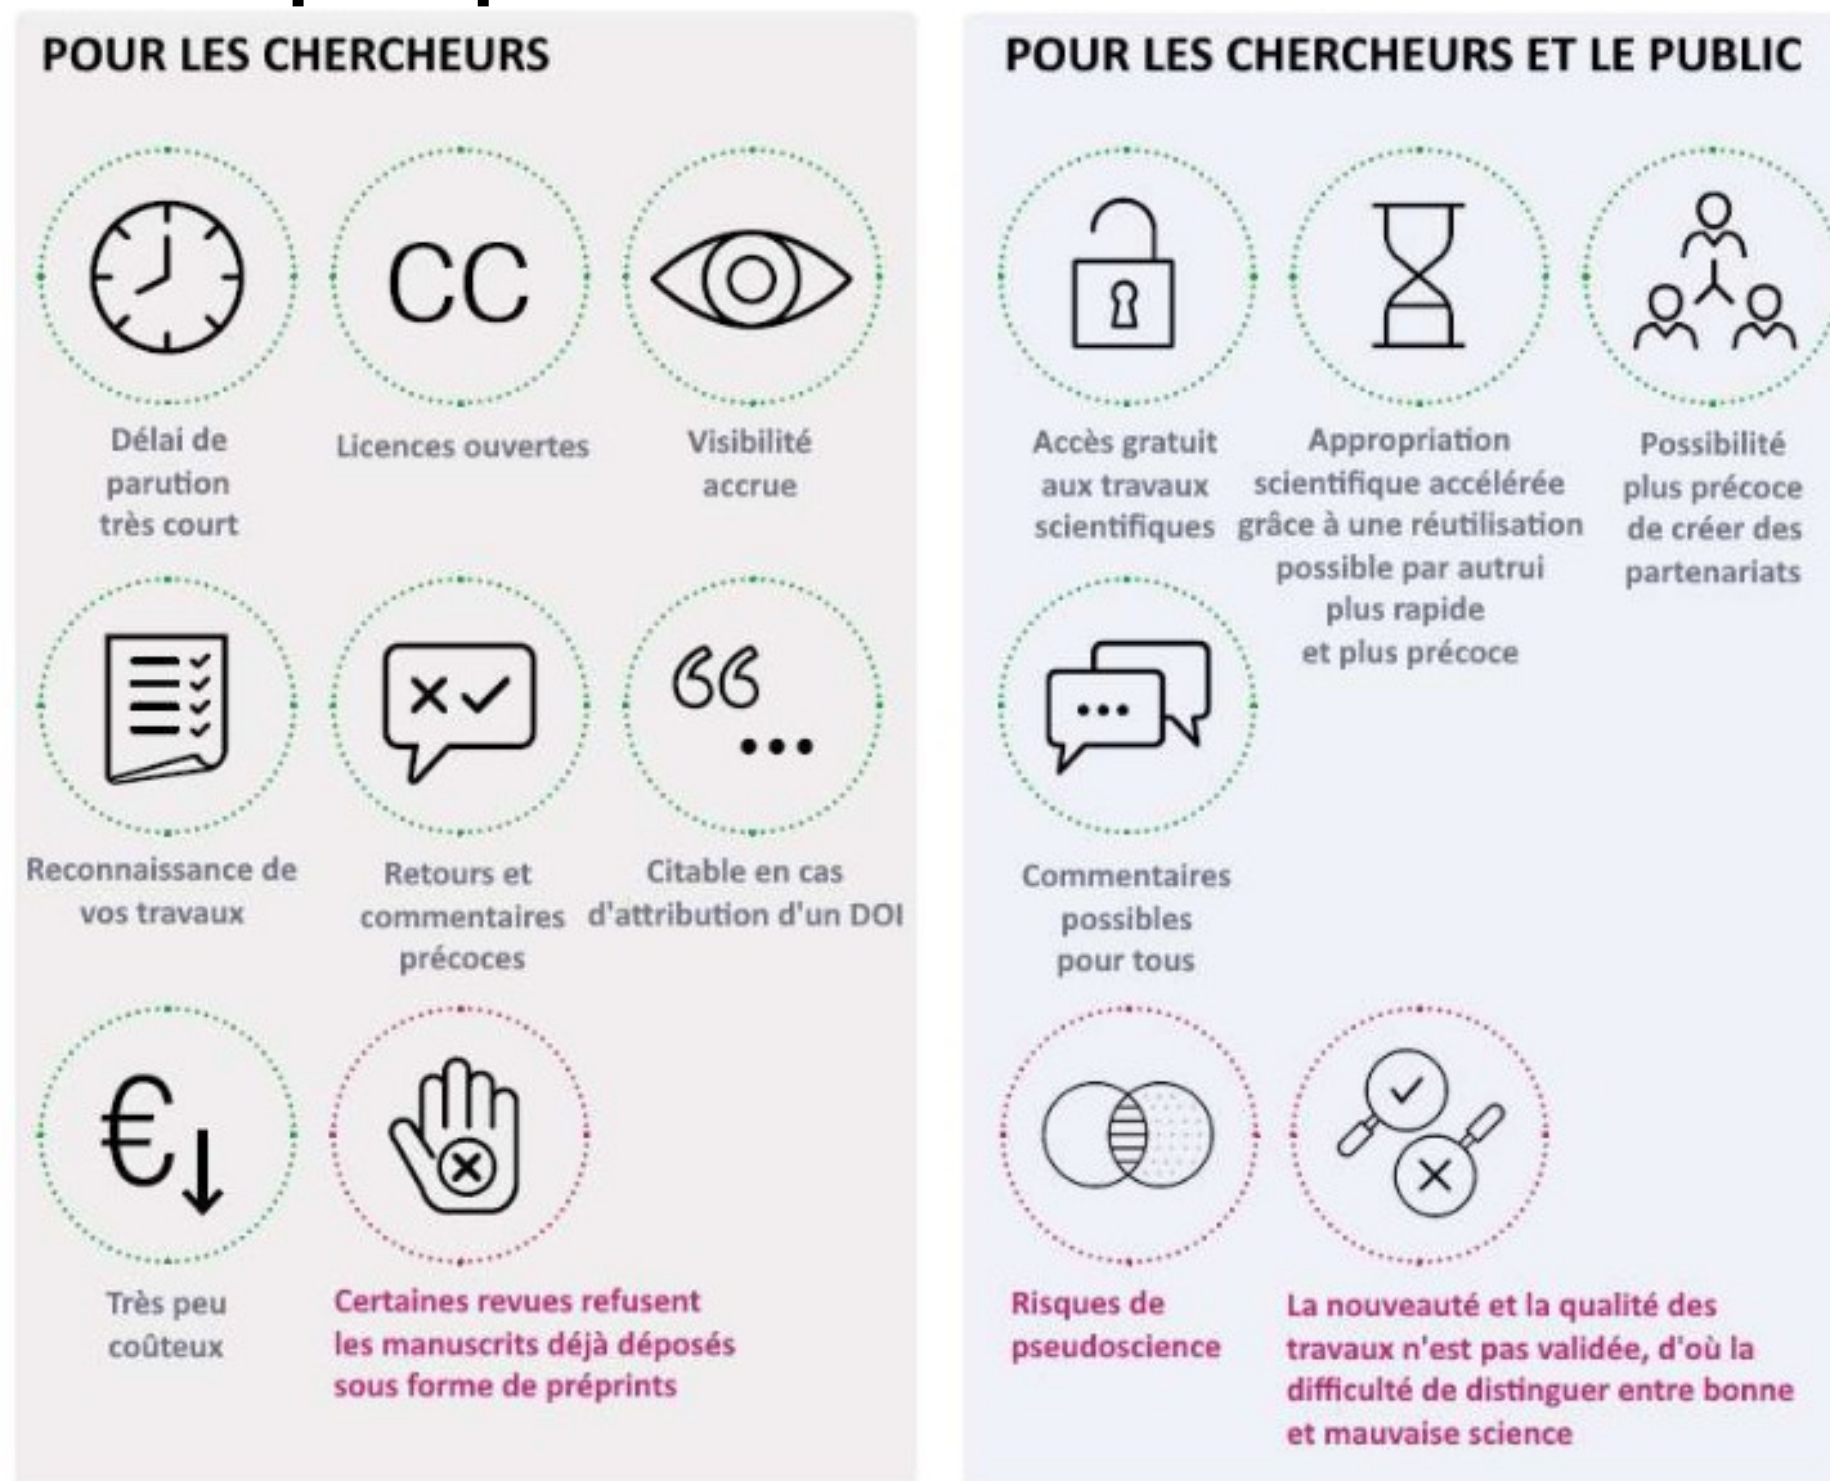 POUR LES CHERCHEURS
CC
Délai de
parution
très court
Licences ouvertes
Visibilité
accrue
Reconnaissance de
vos travaux
Retours et
commentaires
précoces
Citable en cas
d'attribution d'un DOI
€
Très peu
coûteux
Certaines revues refusent
les manuscrits déjà déposés
sous forme de préprints
POUR LES CHERCHEURS ET LE PUBLIC
Accès gratuit
aux travaux
scientifiques
Appropriation
scientifique accélérée
grâce à une réutilisation
possible par autrui
plus rapide
et plus précoce
Possibilité
plus précoce
de créer des
partenariats
Commentaires
possibles
pour tous
Risques de
pseudoscience
La nouveauté et la qualité des
travaux n'est pas validée, d'où la
difficulté de distinguer entre bonne
et mauvaise science